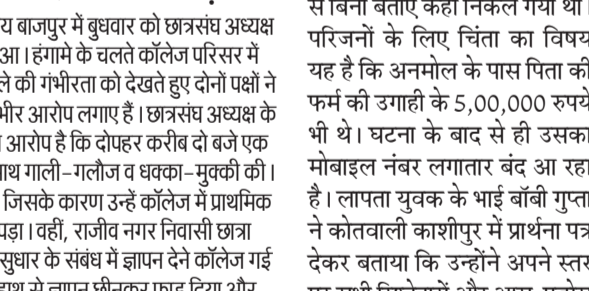 य बाजपुर में बुधवार को छात्रसंघ अध्यक्ष
आ। हंगामे के चलते कॉलेज परिसर में
ले की गंभीरता को देखते हुए दोनों पक्षों ने
भीर आरोप लगाए हैं। छात्रसंघ अध्यक्ष के
आरोप है कि दोपहर करीब दो बजे एक
ाथ गाली-गलौज व धक्का-मुक्की की।
जिसके कारण उन्हें कॉलेज में प्राथमिक
पड़ा। वहीं, राजीव नगर निवासी छात्रा
सुधार के संबंध में ज्ञापन देने कॉलेज गई
हाथ से ज्ञापन छीनकर फाड़ दिया और
से बिना बताए कहीं निकल गया था।
परिजनों के लिए चिंता का विषय
यह है कि अनमोल के पास पिता की
फर्म की उगाही के 5,00,000 रुपये
भी थे। घटना के बाद से ही उसका
मोबाइल नंबर लगातार बंद आ रहा
है। लापता युवक के भाई बॉबी गुप्ता
ने कोतवाली काशीपुर में प्रार्थना पत्र
देकर बताया कि उन्होंने अपने स्तर